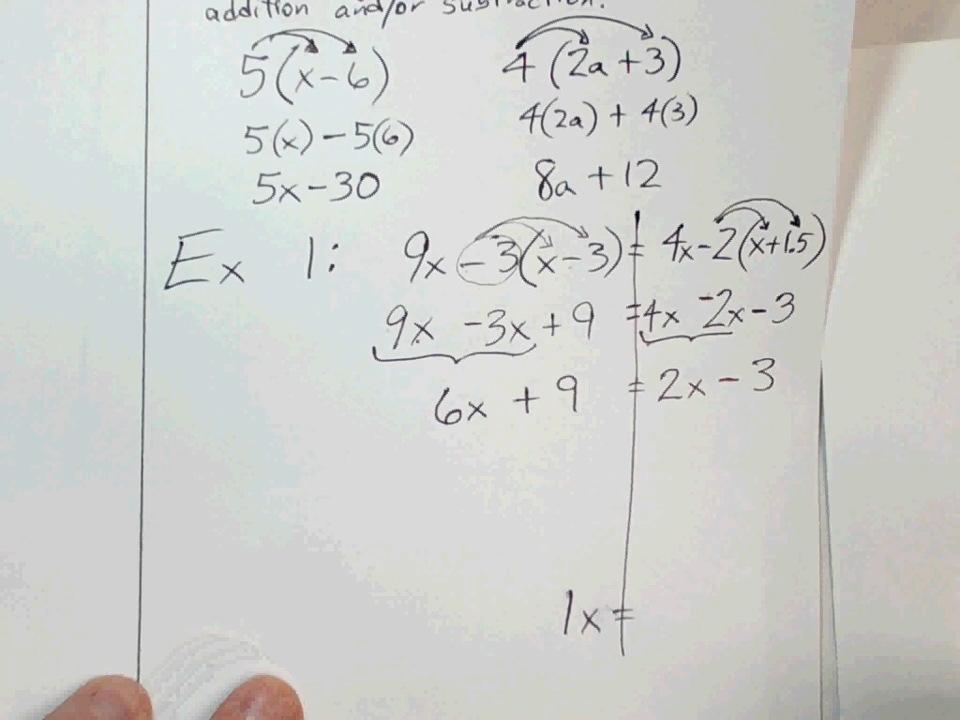 addition and/or subtraction.
5(x-6) 4(2a+3)
5(x)-5(6) 4(2a)+4(3)
5x-30 8a+12
Ex 1: 9x-3(x-3) = 4x-2(x+1.5)
9x -3x+9 = 4x -2x-3
6x + 9 = 2x - 3
1x=